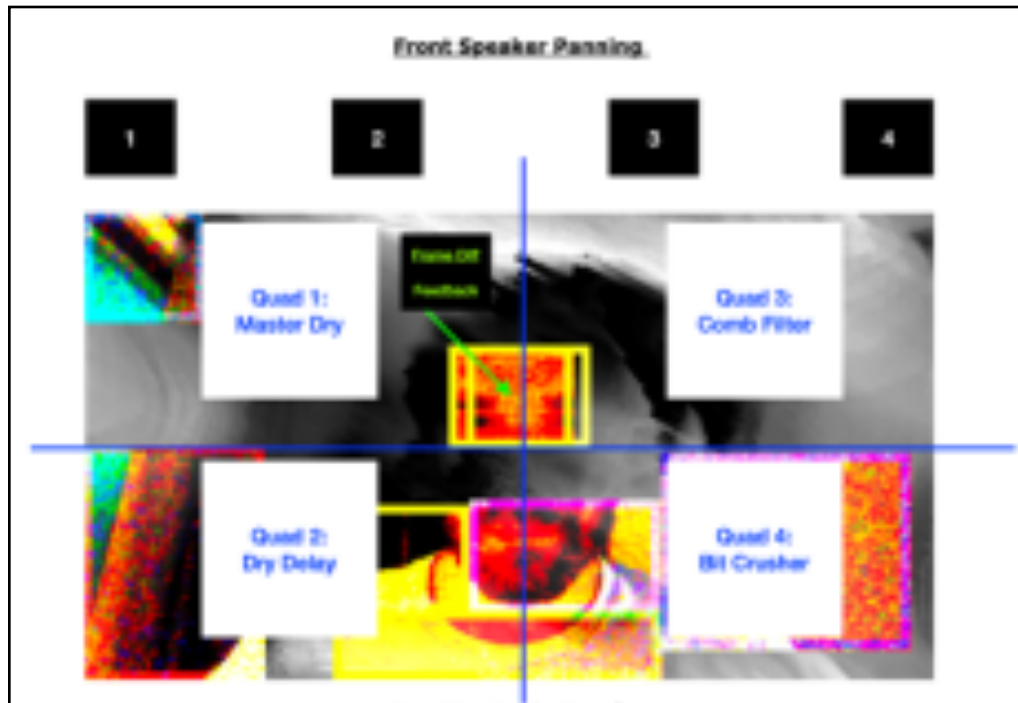 Front Speaker Panning
1
2
3
4
Frame Diff
Feedback
Quad 1:
Master Dry
Quad 3:
Comb Filter
Quad 2:
Dry Delay
Quad 4:
Bit Crusher